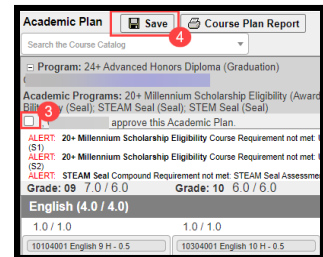 Academic Plan Save Course Plan Report
4
Search the Course Catalog
Program: 24+ Advanced Honors Diploma (Graduation)
Academic Programs: 20+ Millennium Scholarship Eligibility (Award
(Seal); STEAM Seal (Seal); STEM Seal (Seal)
3
approve this Academic Plan.
ALERT: 20+ Millennium Scholarship Eligibility Course Requirement not met:
(S1)
ALERT: 20+ Millennium Scholarship Eligibility Course Requirement not met:
(S2)
ALERT: STEAM Seal Compound Requirement not met: STEAM Seal Assessme
Grade: 09 7.0 / 6.0 Grade: 10 6.0 / 6.0
English (4.0 / 4.0)
1.0 / 1.0 1.0 / 1.0
10104001 English 9 H - 0.5 10304001 English 10 H - 0.5